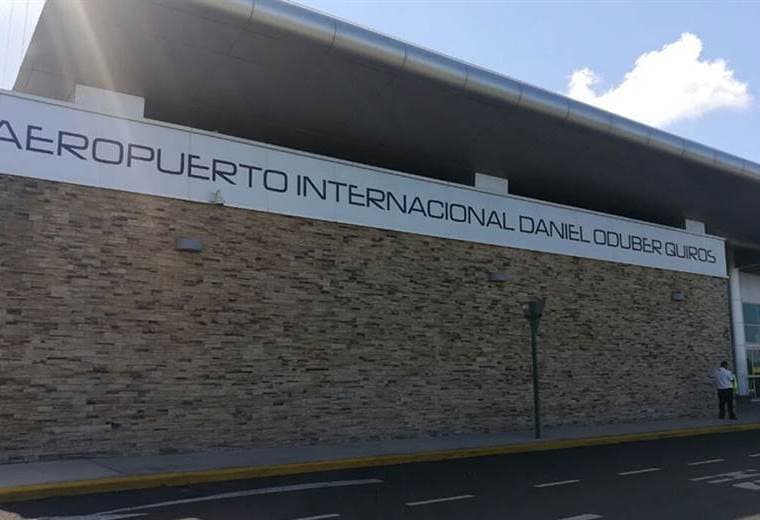 AEROPUERTO INTERNACIONAL DANIEL ODUBER QUIROS